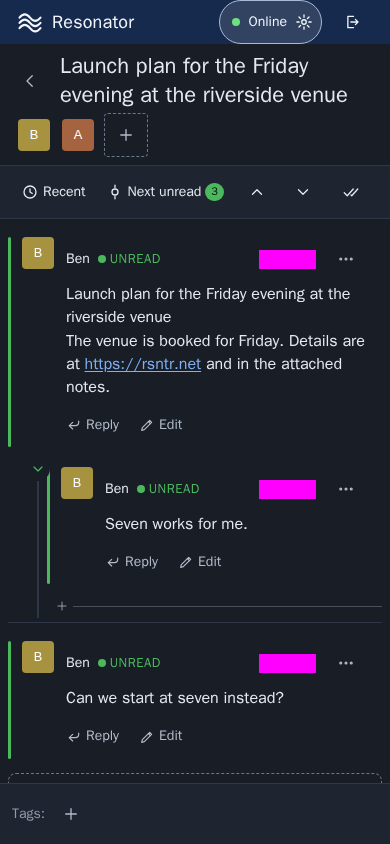 Resonator
Online
Launch plan for the Friday
evening at the riverside venue
B A
Recent Next unread 3
B Ben UNREAD
Launch plan for the Friday evening at the
riverside venue
The venue is booked for Friday. Details are
at https://rsntr.net and in the attached
notes.
Reply Edit
B Ben UNREAD
Seven works for me.
Reply Edit
B Ben UNREAD
Can we start at seven instead?
Reply Edit
Tags: